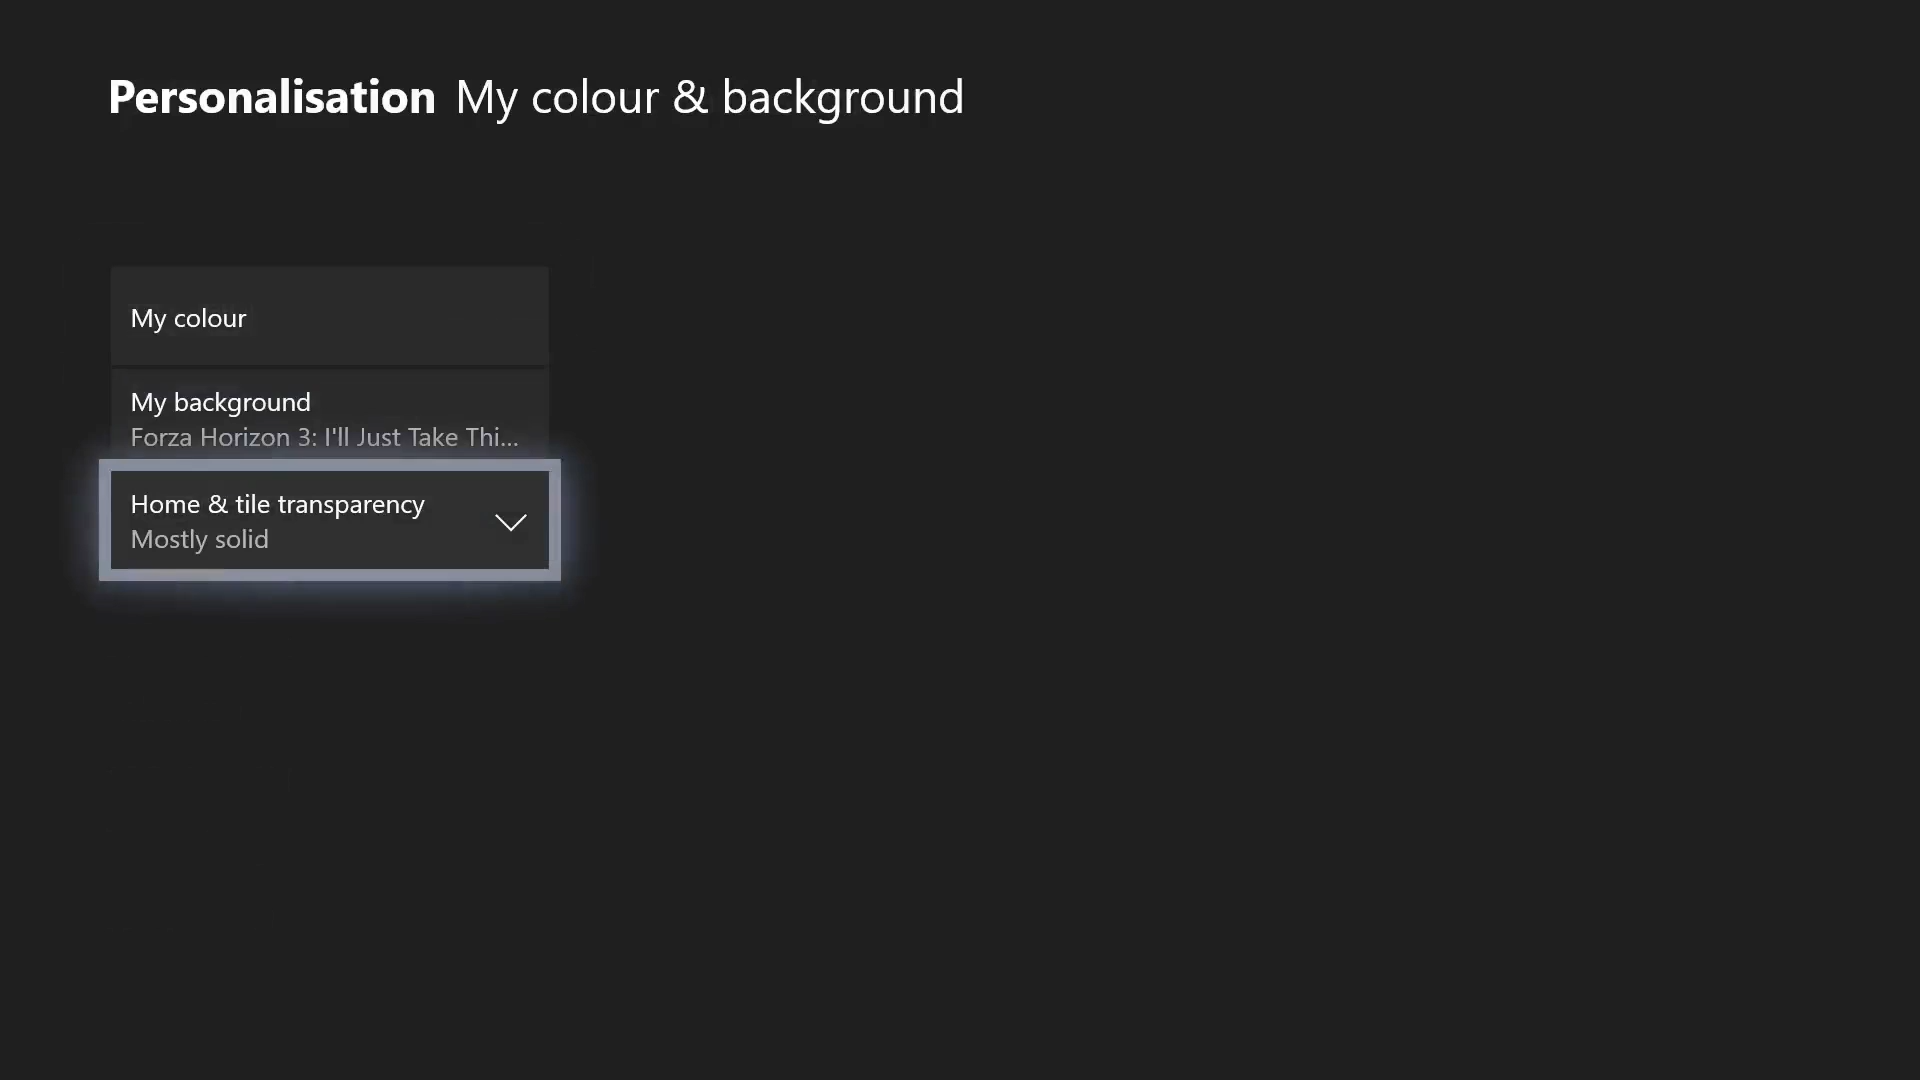 Personalisation My colour & background
My colour
My background
Forza Horizon 3: I'll Just Take Thi...
Home & tile transparency
Mostly solid